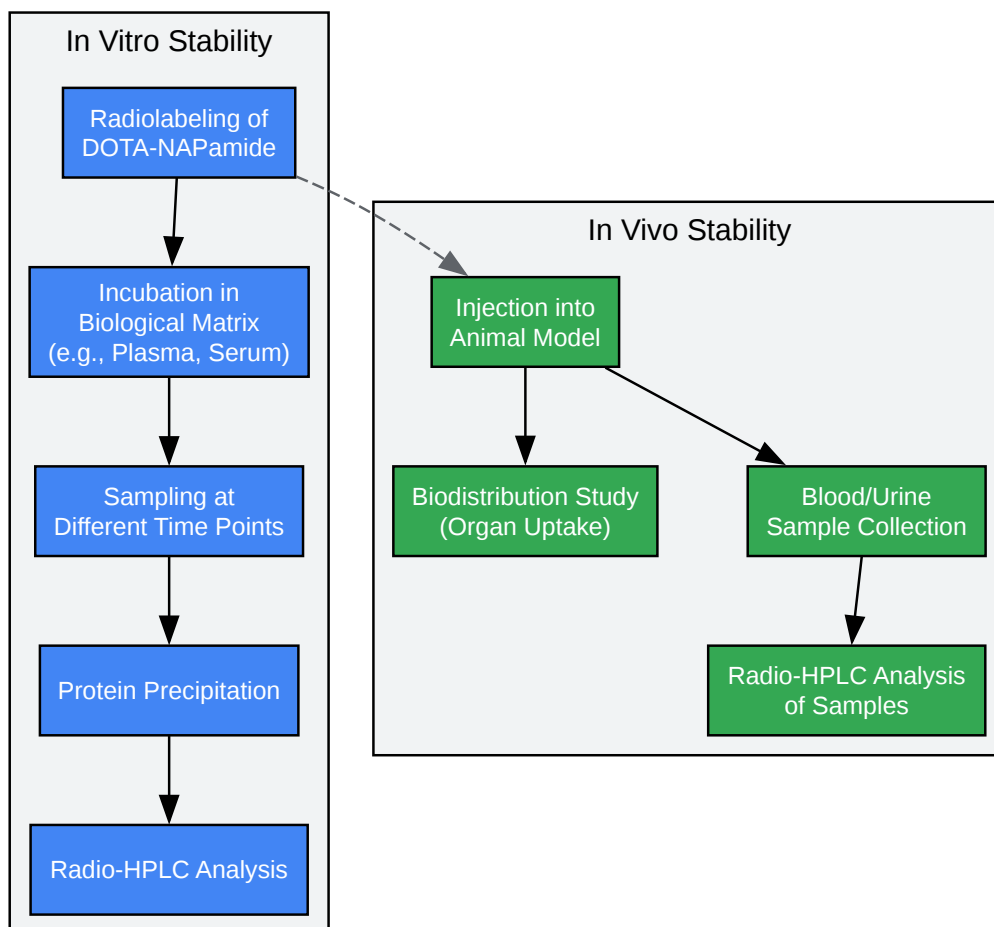 In Vitro Stability
Radiolabeling of
DOTA-NAPamide
Incubation in
Biological Matrix
(e.g., Plasma, Serum)
Sampling at
Different Time Points
Protein Precipitation
Radio-HPLC Analysis
In Vivo Stability
Injection into
Animal Model
Biodistribution Study
(Organ Uptake)
Blood/Urine
Sample Collection
Radio-HPLC Analysis
of Samples